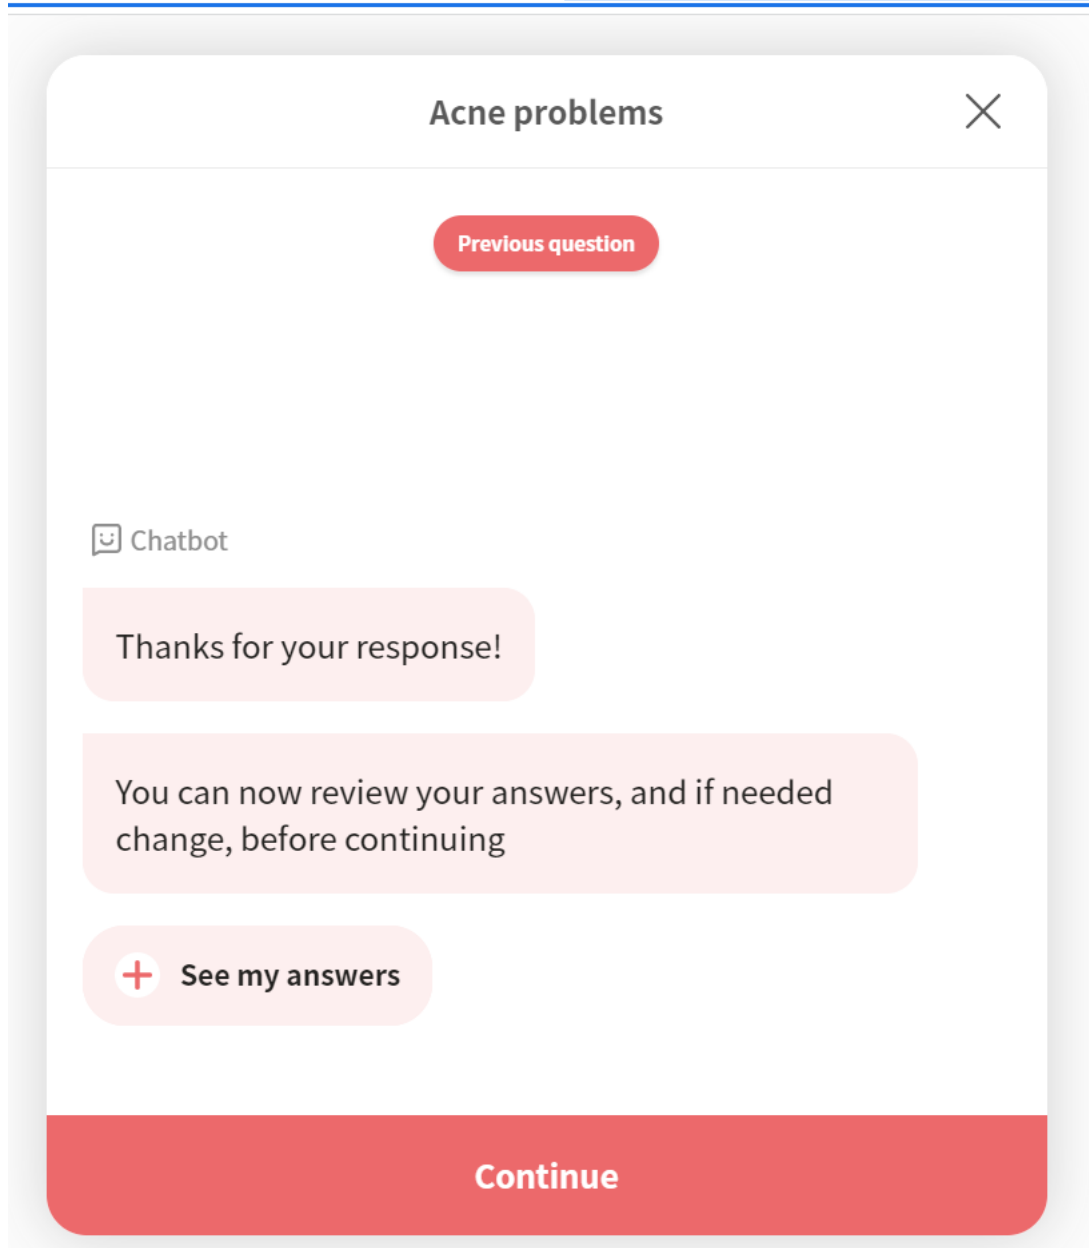 Acne problems
Previous question
Chatbot
Thanks for your response!
You can now review your answers, and if needed
change, before continuing
See my answers
Continue